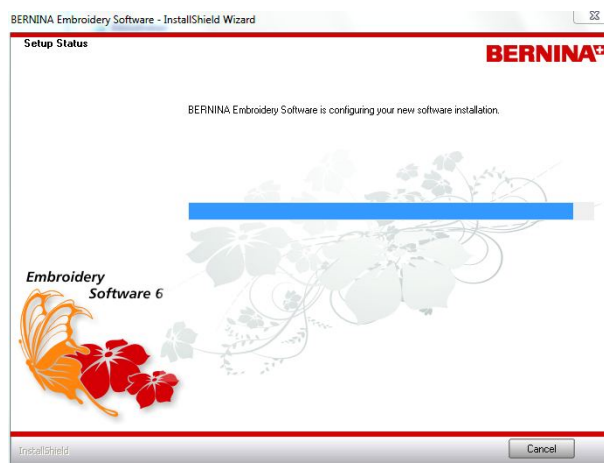 BERNINA Embroidery Software - InstallShield Wizard
Setup Status
BERNINA
BERNINA Embroidery Software is configuring your new software installation.
Embroidery
Software 6
InstallShield
Cancel